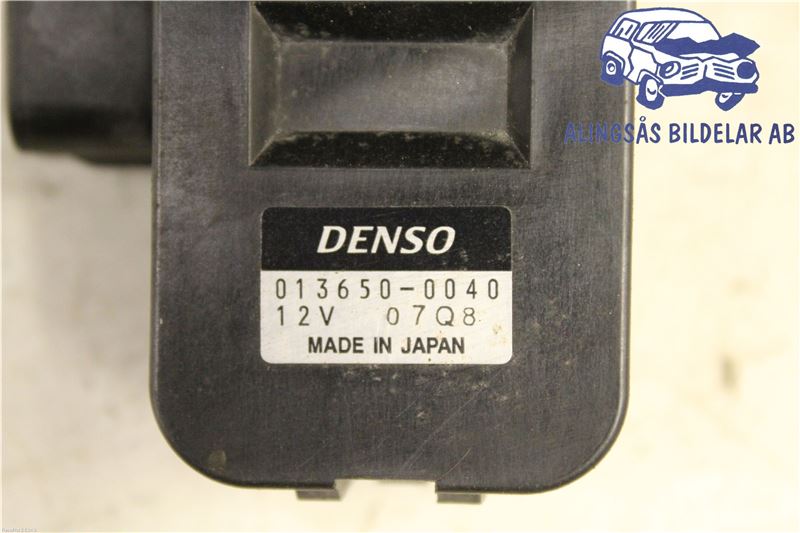 ALINGSÅS BILDELAR AB
DENSO
013650-0040
12V 07Q8
MADE IN JAPAN